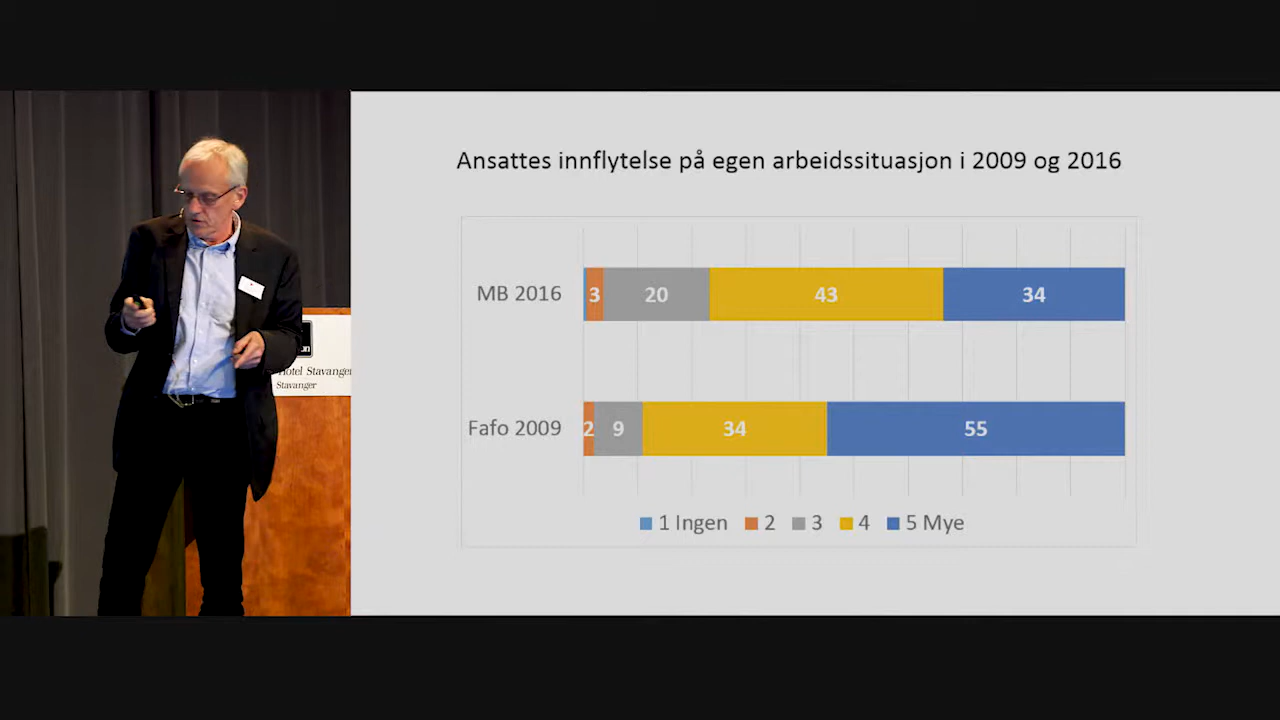 Ansattes innflytelse på egen arbeidssituasjon i 2009 og 2016
MB 2016
3
20
43
34
Fafo 2009
2
9
34
55
1 Ingen
2
3
4
5 Mye
Hotel Stavanger
Stavanger